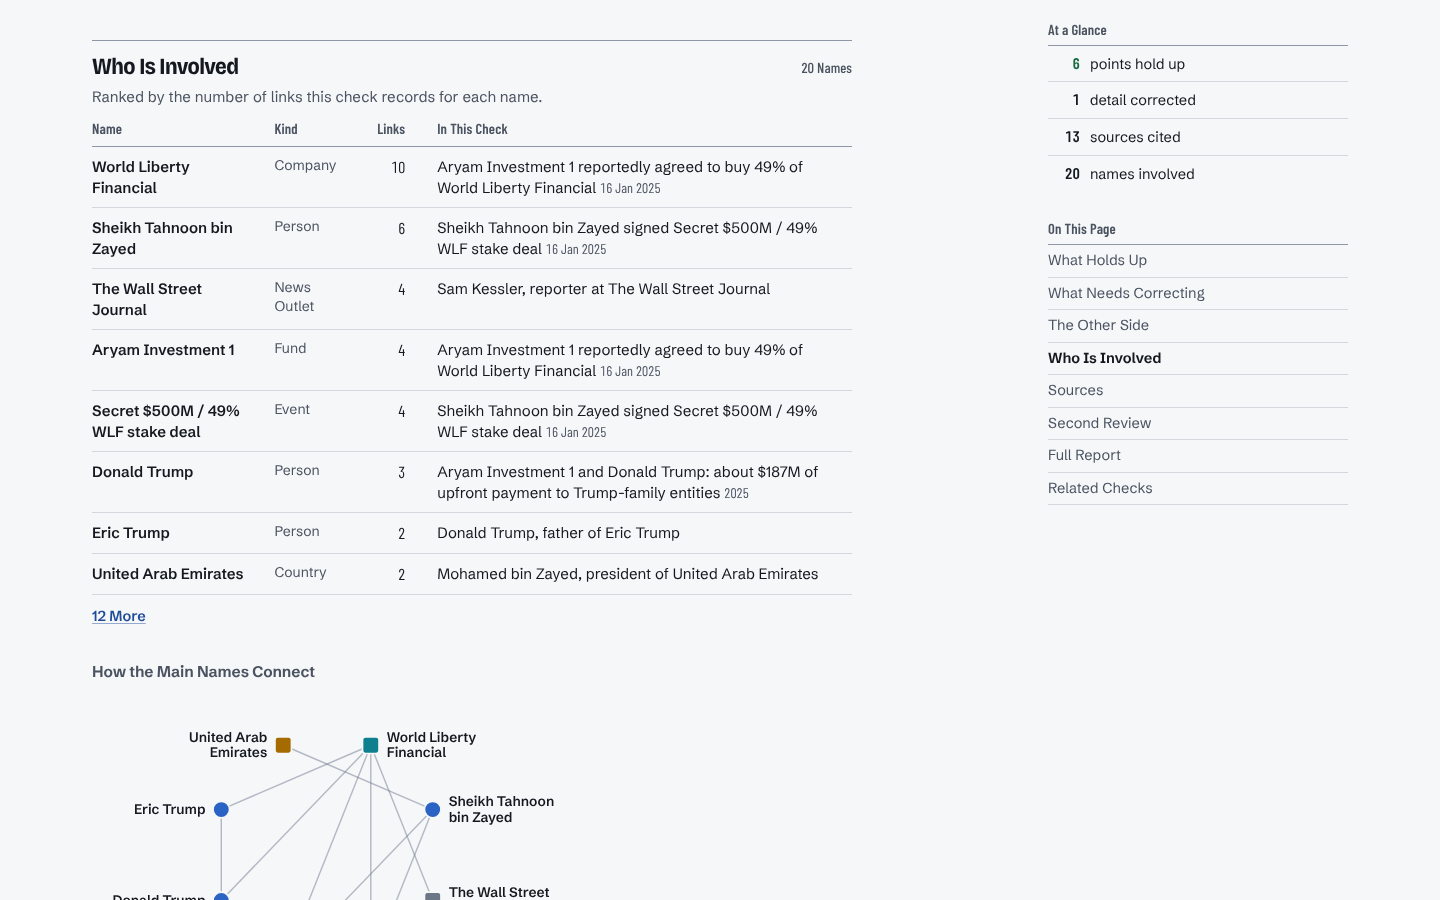 Who Is Involved
20 Names
Ranked by the number of links this check records for each name.
Name Kind Links In This Check
World Liberty
Financial
Company
10
Aryam Investment 1 reportedly agreed to buy 49% of
World Liberty Financial 16 Jan 2025
Sheikh Tahnoon bin
Zayed
Person
6
Sheikh Tahnoon bin Zayed signed Secret $500M / 49%
WLF stake deal 16 Jan 2025
The Wall Street
Journal
News
Outlet
4
Sam Kessler, reporter at The Wall Street Journal
Aryam Investment 1
Fund
4
Aryam Investment 1 reportedly agreed to buy 49% of
World Liberty Financial 16 Jan 2025
Secret $500M / 49%
WLF stake deal
Event
4
Sheikh Tahnoon bin Zayed signed Secret $500M / 49%
WLF stake deal 16 Jan 2025
Donald Trump
Person
3
Aryam Investment 1 and Donald Trump: about $187M of
upfront payment to Trump-family entities 2025
Eric Trump
Person
2
Donald Trump, father of Eric Trump
United Arab Emirates
Country
2
Mohamed bin Zayed, president of United Arab Emirates
12 More
How the Main Names Connect
United Arab
Emirates
World Liberty
Financial
Eric Trump
Sheikh Tahnoon
bin Zayed
Donald Trump
The Wall Street
At a Glance
6 points hold up
1 detail corrected
13 sources cited
20 names involved
On This Page
What Holds Up
What Needs Correcting
The Other Side
Who Is Involved
Sources
Second Review
Full Report
Related Checks